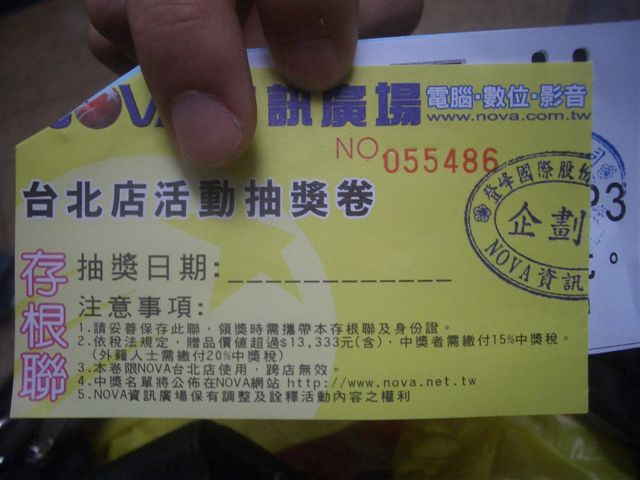 NOVA 訊廣場 電腦·數位·影音
www.nova.com.tw
NO.055486
台北店活動抽獎卷
登峰國際股份
企劃
NOVA資訊
存根聯
抽獎日期:____________
注意事項:
1.請妥善保存此聯，領獎時需攜帶本存根聯及身份證。
2.依稅法規定，贈品價值超過$13,333元(含)，中獎者需繳付15%中獎稅。
(外籍人士需繳付20%中獎稅)
3.本卷限NOVA台北店使用，跨店無效。
4.中獎名單將公佈在NOVA網站 http://www.nova.net.tw
5.NOVA資訊廣場保有調整及詮釋活動內容之權利